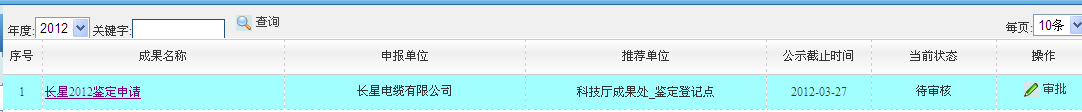 年度: 2012 关键字: 查询 每页: 10条
序号 成果名称 申报单位 推荐单位 公示截止时间 当前状态 操作
1 长星2012鉴定申请 长星电缆有限公司 科技厅成果处_鉴定登记点 2012-03-27 待审核 审批